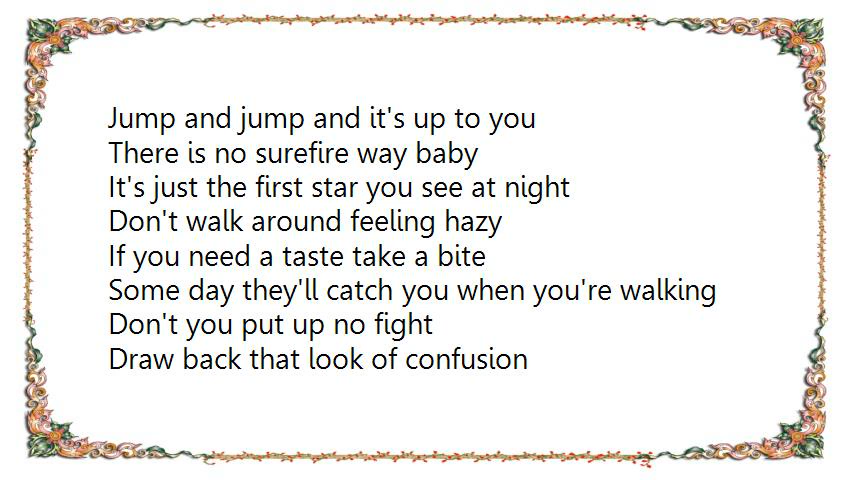 Jump and jump and it's up to you
There is no surefire way baby
It's just the first star you see at night
Don't walk around feeling hazy
If you need a taste take a bite
Some day they'll catch you when you're walking
Don't you put up no fight
Draw back that look of confusion